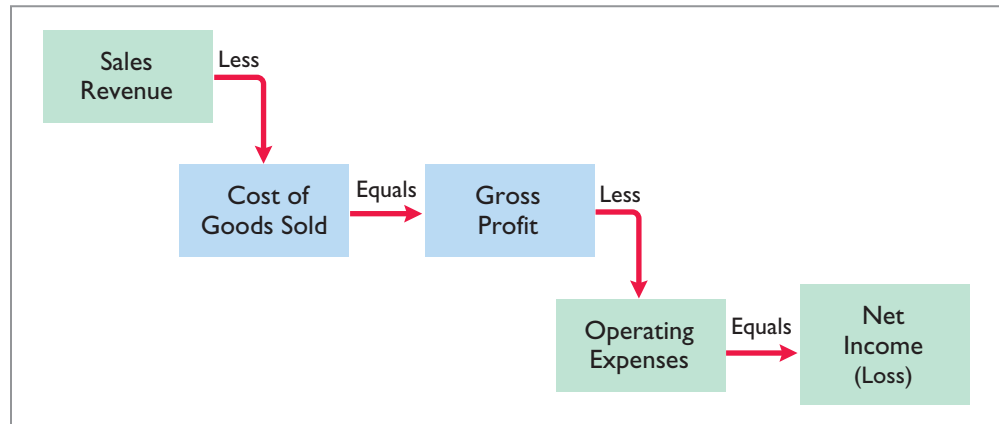 Sales
Revenue
Less
Cost of
Goods Sold
Equals
Gross
Profit
Less
Operating
Expenses
Equals
Net
Income
(Loss)